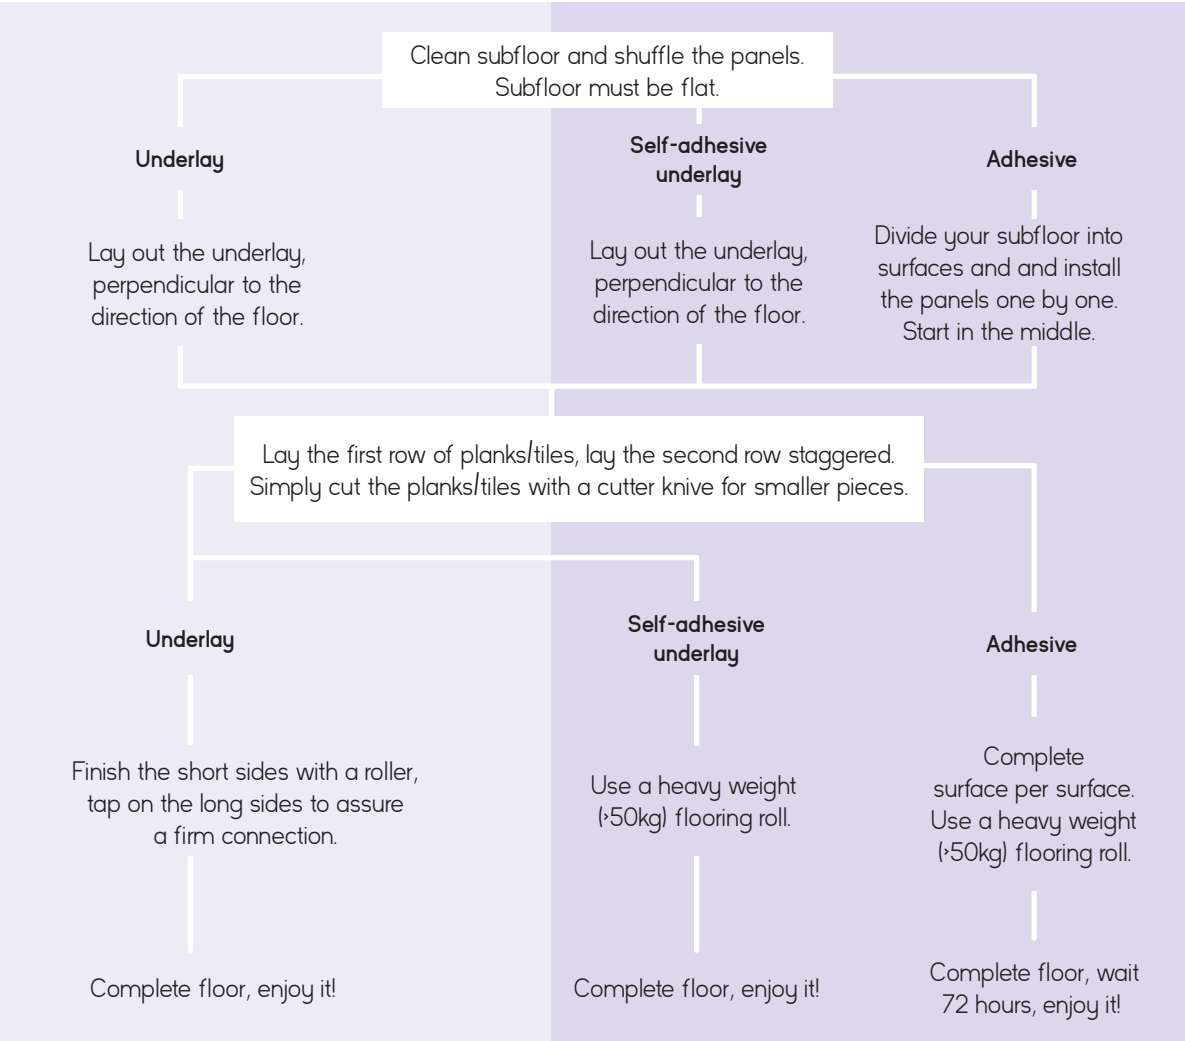 Clean subfloor and shuffle the panels.
Subfloor must be flat.
Underlay
Lay out the underlay,
perpendicular to the
direction of the floor.
Self-adhesive
underlay
Lay out the underlay,
perpendicular to the
direction of the floor.
Adhesive
Divide your subfloor into
surfaces and and install
the panels one by one.
Start in the middle.
Lay the first row of planks/tiles, lay the second row staggered.
Simply cut the planks/tiles with a cutter knive for smaller pieces.
Underlay
Finish the short sides with a roller,
tap on the long sides to assure
a firm connection.
Complete floor, enjoy it!
Self-adhesive
underlay
Use a heavy weight
(>50kg) flooring roll.
Complete floor, enjoy it!
Adhesive
Complete
surface per surface.
Use a heavy weight
(>50kg) flooring roll.
Complete floor, wait
72 hours, enjoy it!